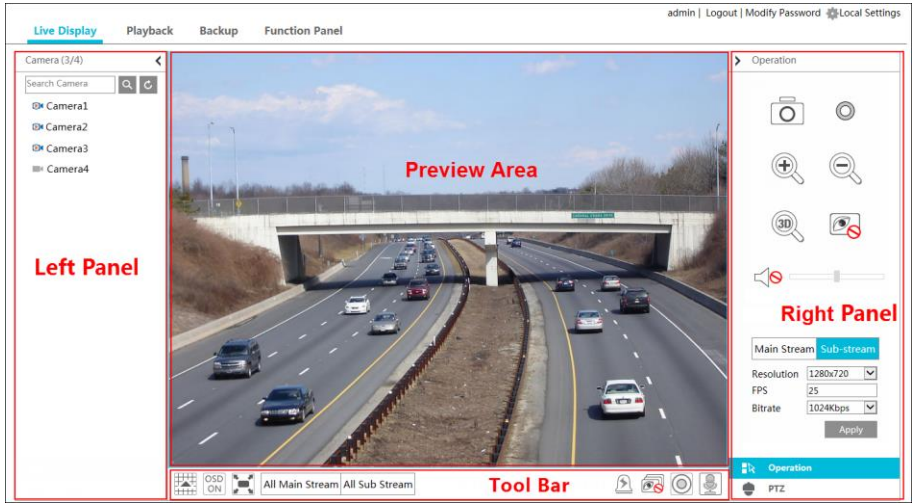 admin | Logout | Modify Password Local Settings
Live Display Playback Backup Function Panel
Camera (3/4)
Search Camera
Camera1
Camera2
Camera3
Camera4
Left Panel
Preview Area
Operation
3D
Right Panel
Main Stream Sub-stream
Resolution 1280x720
FPS 25
Bitrate 1024Kbps
Apply
Operation
PTZ
OSD
ON
All Main Stream All Sub Stream
Tool Bar